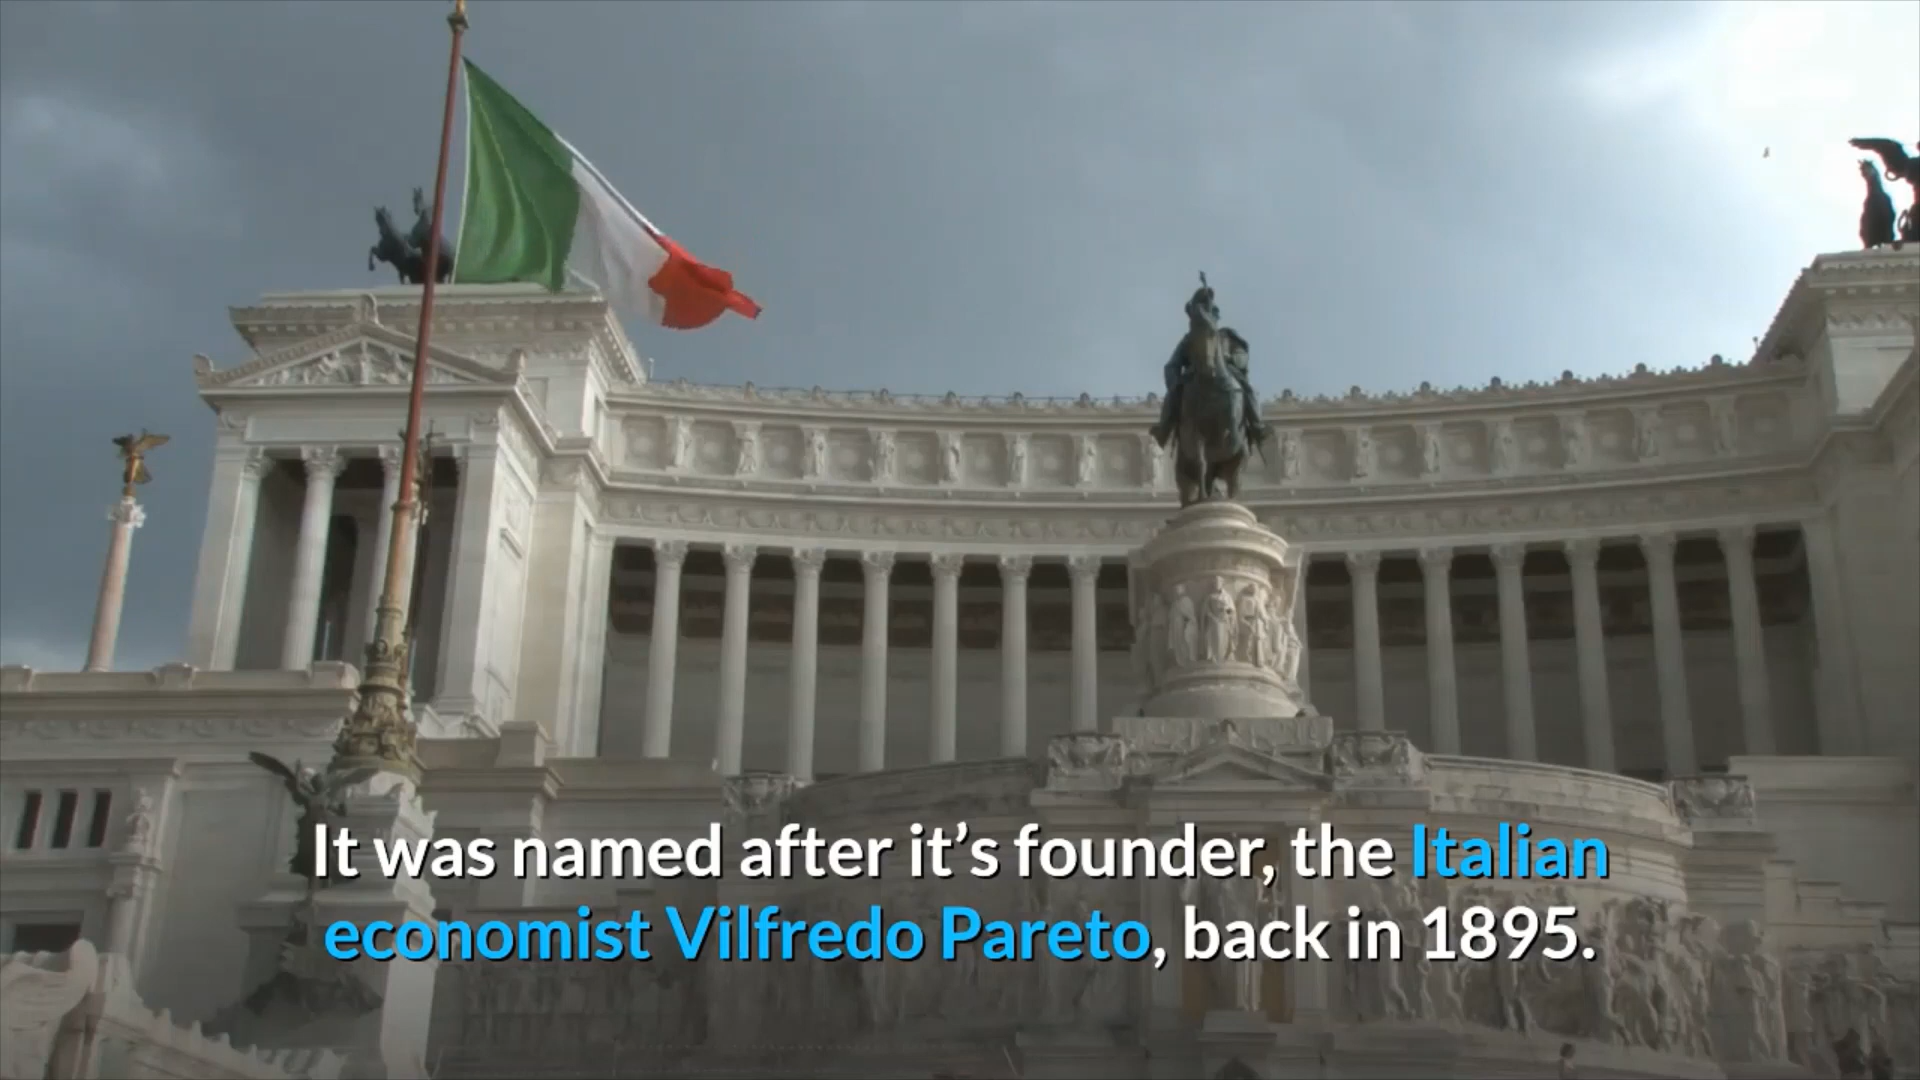 It was named after it’s founder, the Italian
economist Vilfredo Pareto, back in 1895.